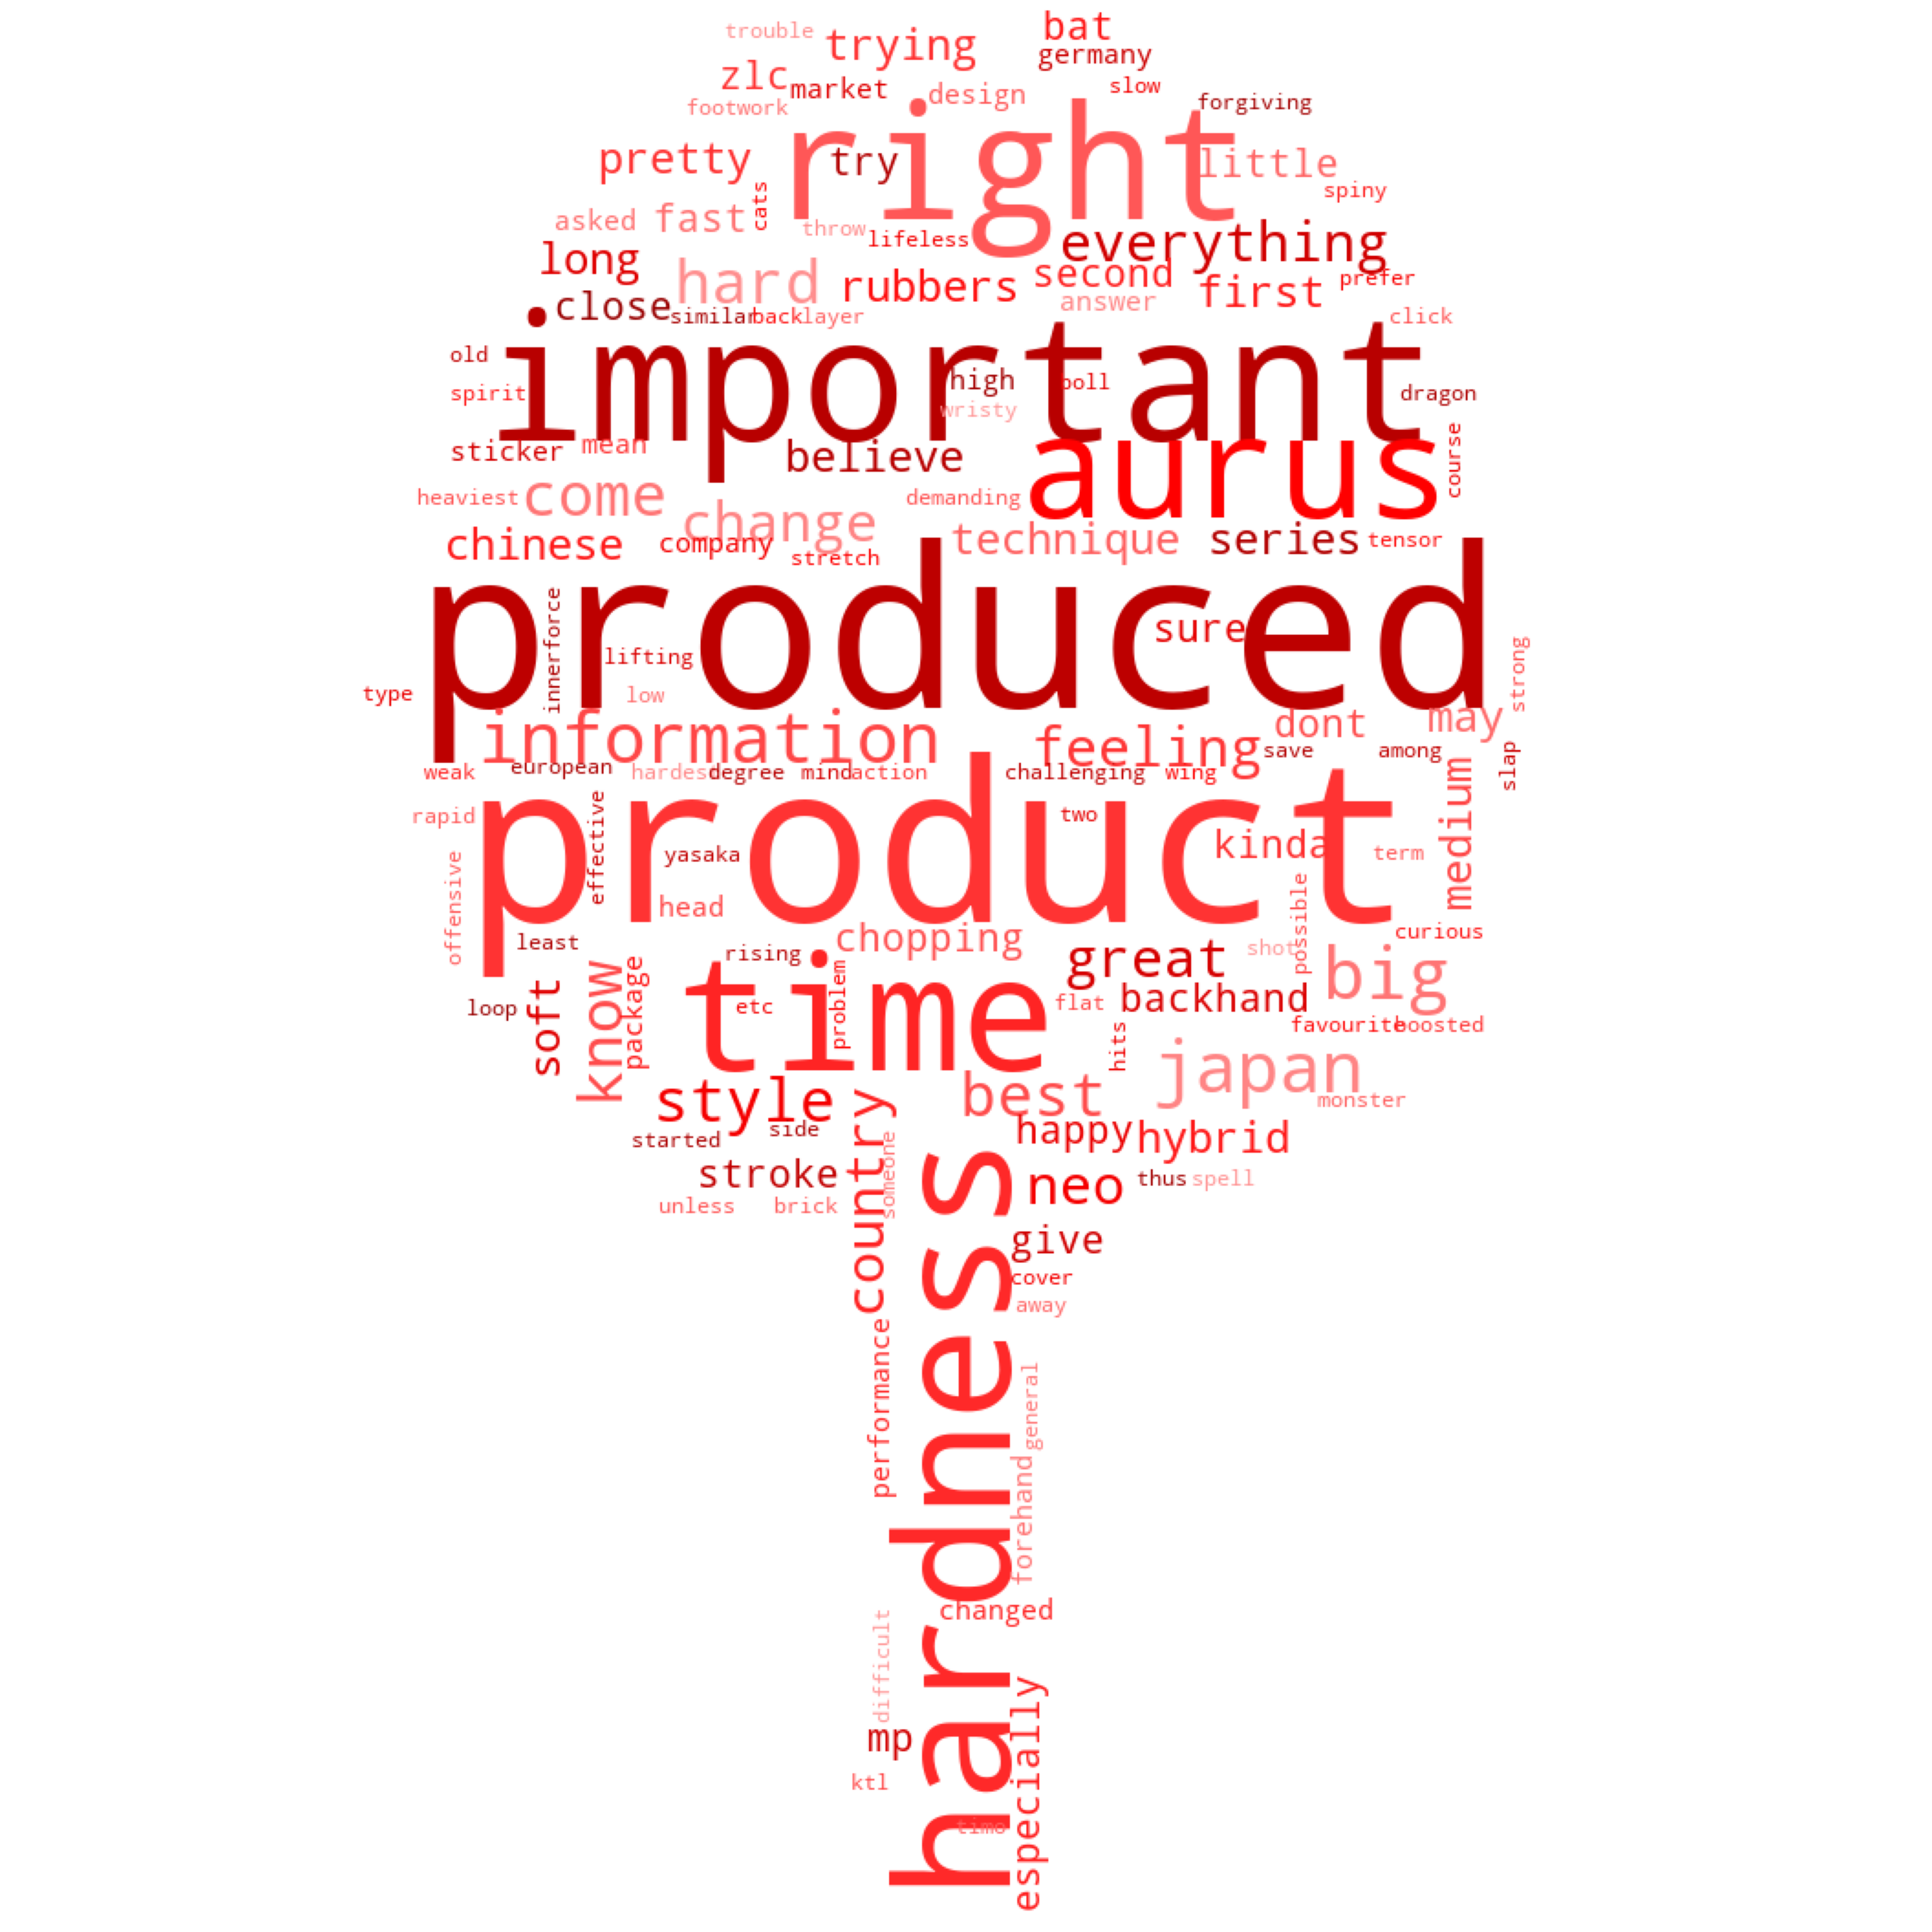 trouble
trying
bat
germany
zlc
market
design
slow
footwork
forgiving
right
pretty
try
little
cats
spiny
asked
fast
throw
lifeless
everything
long
hard
rubbers
second
first
prefer
answer
close
similar
back
layer
click
important
old
high
boll
spirit
wristy
dragon
sticker
mean
believe
aurus
course
heaviest
come
change
demanding
chinese
company
stretch
technique
series
tensor
produced
innerforce
sure
lifting
strong
type
low
information
feeling
dont
may
save
among
slap
weak
european
hardes
degree
mind
action
challenging
wing
product
rapid
effective
two
medium
yasaka
kinda
term
offensive
head
possible
curious
least
rising
chopping
great
shot
big
loop
soft
know
package
time
etc
problem
flat
backhand
favourite
boosted
hits
japan
style
best
monster
country
started
side
happy
hybrid
someone
stroke
neo
thus
spell
unless
brick
hardness
give
cover
away
performance
general
forehand
changed
difficult
mp
especially
ktl
timo